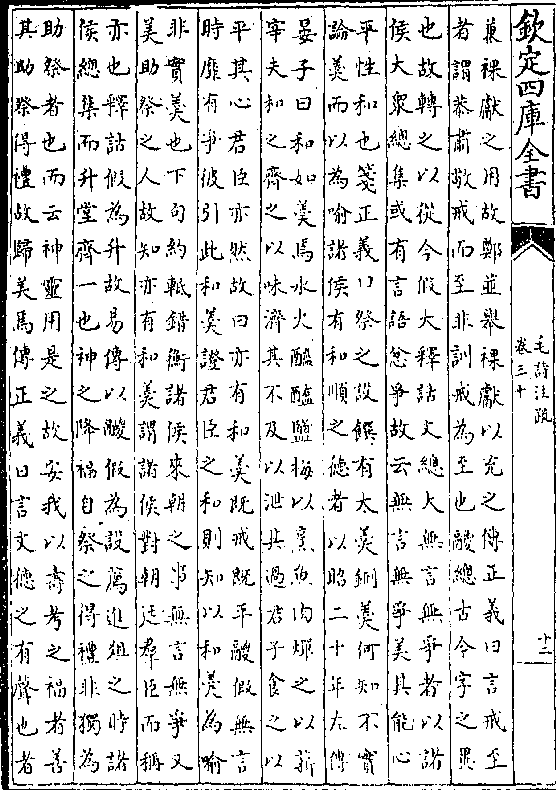 欽定四庫全書
毛詩注疏
卷三十
十二
兼祼獻之用故鄭並舉祼獻以充之傳正義曰言戒至
者謂恭肅敬戒而至非訓戒為至也鬷總古今字之異
也故轉之以從今假大釋詁文總大無言無爭者以諸
侯大衆總集或有言語忿爭故云無言無爭美其能心
平性和也箋正義曰祭之設饌有大羮鉶羮何知不實
論羮而以為喻諸侯有和順之德者以昭二十年左傳
晏子曰和如羮焉水火醯醢鹽梅以烹魚肉燀之以薪
宰夫和之齊之以味濟其不及以洩其過君子食之以
平其心君臣亦然故曰亦有和羮既戒既平鬷假無言
時靡有爭彼引此和羮證君臣之和則知以和羮為喻
非實羮也下句約軧錯衡諸侯來朝之事無言無爭又
美助祭之人故知亦有和羮謂諸侯對朝廷羣臣而稱
亦也釋詁假為升故易傳以鬷假為設薦進俎之時諸
侯總集而升堂齊一也神之降福自祭之得禮非獨為
助祭者也而云神靈用是之故安我以壽考之福者善
其助祭得禮故歸美焉傳正義曰言文德之有聲也者